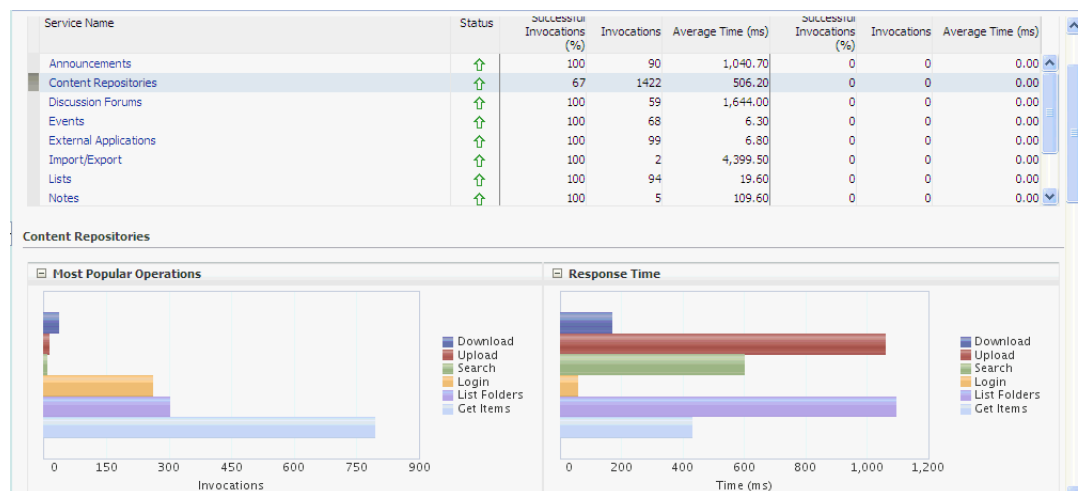 Service Name Status Successful Invocations (%) Invocations Average Time (ms) Successful Invocations (%) Invocations Average Time (ms)
Announcements 100 90 1,040.70 0 0 0.00
Content Repositories 67 1422 506.20 0 0 0.00
Discussion Forums 100 59 1,644.00 0 0 0.00
Events 100 68 6.30 0 0 0.00
External Applications 100 99 6.80 0 0 0.00
Import/Export 100 2 4,399.50 0 0 0.00
Lists 100 94 19.60 0 0 0.00
Notes 100 5 109.60 0 0 0.00
Content Repositories
Most Popular Operations
Download
Upload
Search
Login
List Folders
Get Items
0 150 300 450 600 750 900
Invocations
Response Time
Download
Upload
Search
Login
List Folders
Get Items
0 200 400 600 800 1,000 1,200
Time (ms)